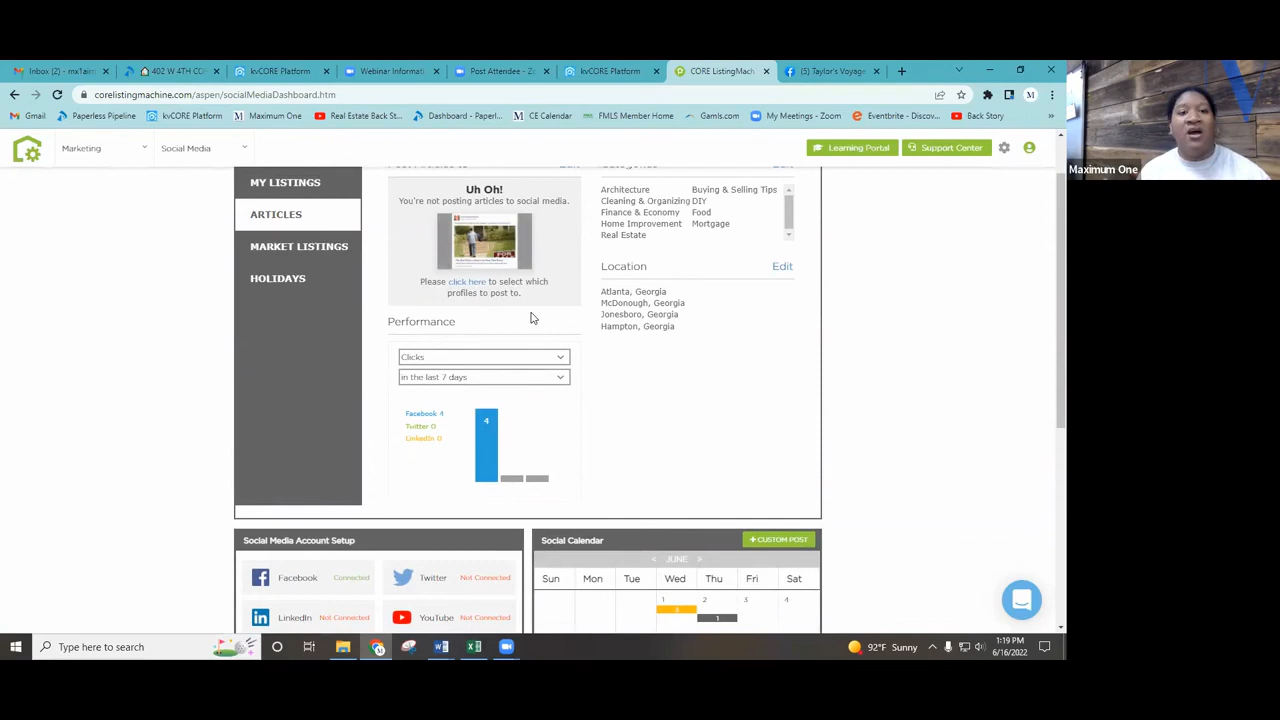 Inbox (2) - mx1airn
402 W 4TH CO
kvCORE Platform
Webinar Informati
Post Attendee - Zo
kvCORE Platform
CORE ListingMach
(5) Taylor's Voyage
corelistingmachine.com/aspen/socialMediaDashboard.htm
Gmail
Paperless Pipeline
kvCORE Platform
Maximum One
Real Estate Back St...
Dashboard - Paperl...
CE Calendar
FMLS Member Home
Gamls.com
My Meetings - Zoom
Eventbrite - Discov...
Back Story
Marketing
Social Media
Learning Portal
Support Center
Maximum One
MY LISTINGS
ARTICLES
MARKET LISTINGS
HOLIDAYS
Uh Oh!
You're not posting articles to social media.
Please click here to select which
profiles to post to.
Performance
Clicks
in the last 7 days
Facebook 4
Twitter 0
LinkedIn 0
4
Architecture
Buying & Selling Tips
Cleaning & Organizing
DIY
Finance & Economy
Food
Home Improvement
Mortgage
Real Estate
Location
Edit
Atlanta, Georgia
McDonough, Georgia
Jonesboro, Georgia
Hampton, Georgia
Social Media Account Setup
Facebook
Connected
Twitter
Not Connected
LinkedIn
Not Connected
YouTube
Not Connected
Social Calendar
+ CUSTOM POST
< JUNE >
Sun Mon Tue Wed Thu Fri Sat
1 2 3 4
3
1
Type here to search
92°F Sunny
1:19 PM
6/16/2022